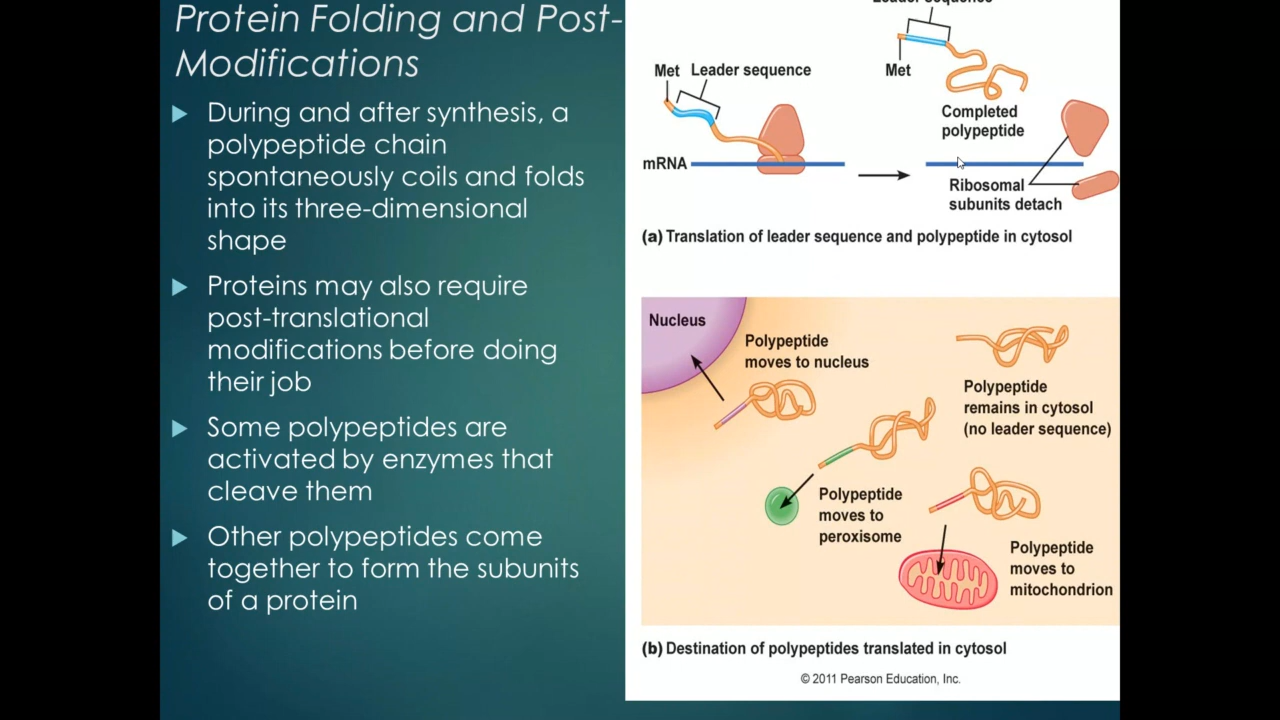 Protein Folding and Post-
Modifications
During and after synthesis, a
polypeptide chain
spontaneously coils and folds
into its three-dimensional
shape
Proteins may also require
post-translational
modifications before doing
their job
Some polypeptides are
activated by enzymes that
cleave them
Other polypeptides come
together to form the subunits
of a protein
Leader sequence
Met Leader sequence
Met
Completed
polypeptide
mRNA
Ribosomal
subunits detach
(a) Translation of leader sequence and polypeptide in cytosol
Nucleus
Polypeptide
moves to nucleus
Polypeptide
remains in cytosol
(no leader sequence)
Polypeptide
moves to
peroxisome
Polypeptide
moves to
mitochondrion
(b) Destination of polypeptides translated in cytosol
© 2011 Pearson Education, Inc.